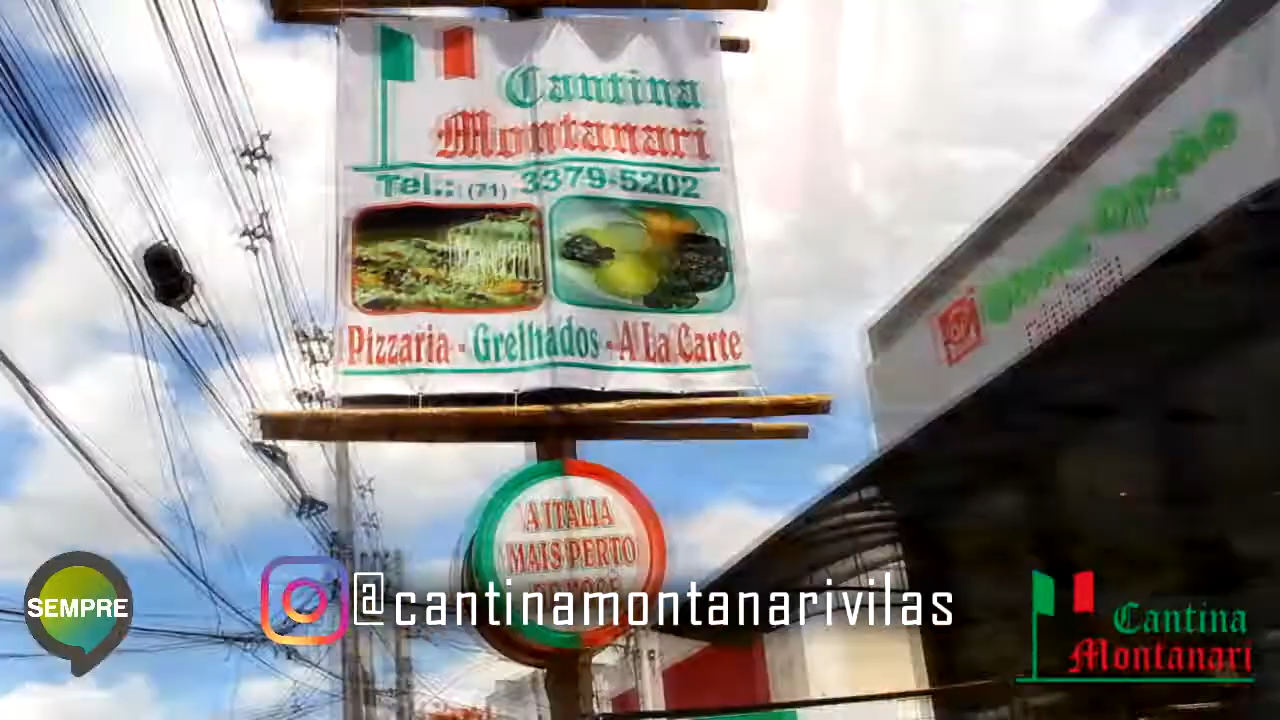 Cantina
Montanari
Tel.: (71) 3379-5202
Pizzaria - Grelhados - A La Carte
A ITALIA
MAIS PERTO
SEMPRE
@cantinamontanarivilas
Cantina
Montanari